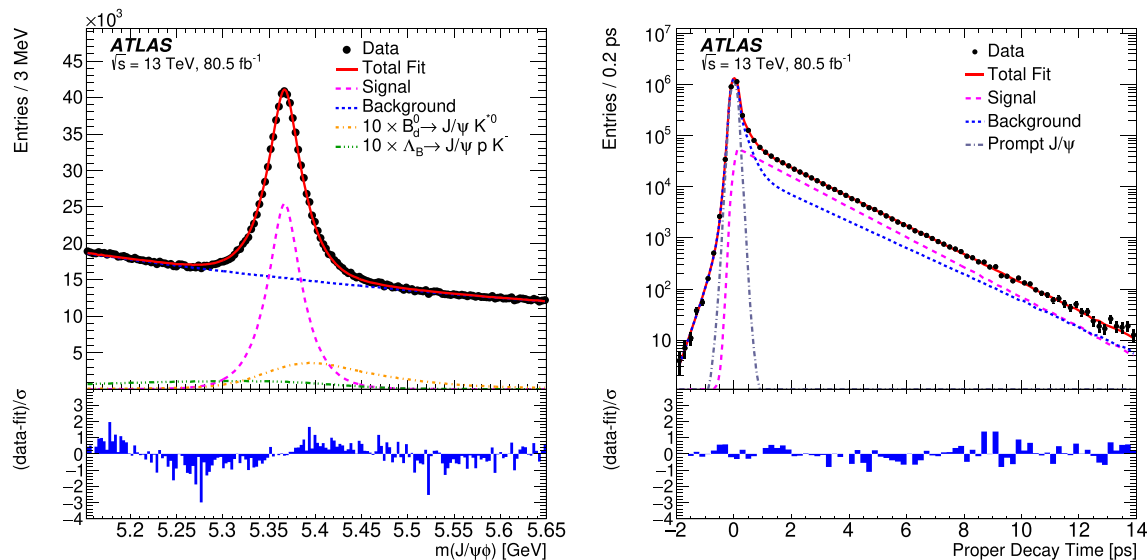 ×10³
ATLAS
√s = 13 TeV, 80.5 fb⁻¹
Data
Total Fit
Signal
Background
10 × B⁰_d → J/ψ K*⁰
10 × Λ_B → J/ψ p K⁻
Entries / 3 MeV
45
40
35
30
25
20
15
10
5
(data-fit)/σ
3
2
1
0
−1
−2
−3
−4
5.2 5.25 5.3 5.35 5.4 5.45 5.5 5.55 5.6 5.65
m(J/ψϕ) [GeV]
ATLAS
√s = 13 TeV, 80.5 fb⁻¹
Data
Total Fit
Signal
Background
Prompt J/ψ
Entries / 0.2 ps
10⁷
10⁶
10⁵
10⁴
10³
10²
10
(data-fit)/σ
3
2
1
0
−1
−2
−3
−4
−2 0 2 4 6 8 10 12 14
Proper Decay Time [ps]